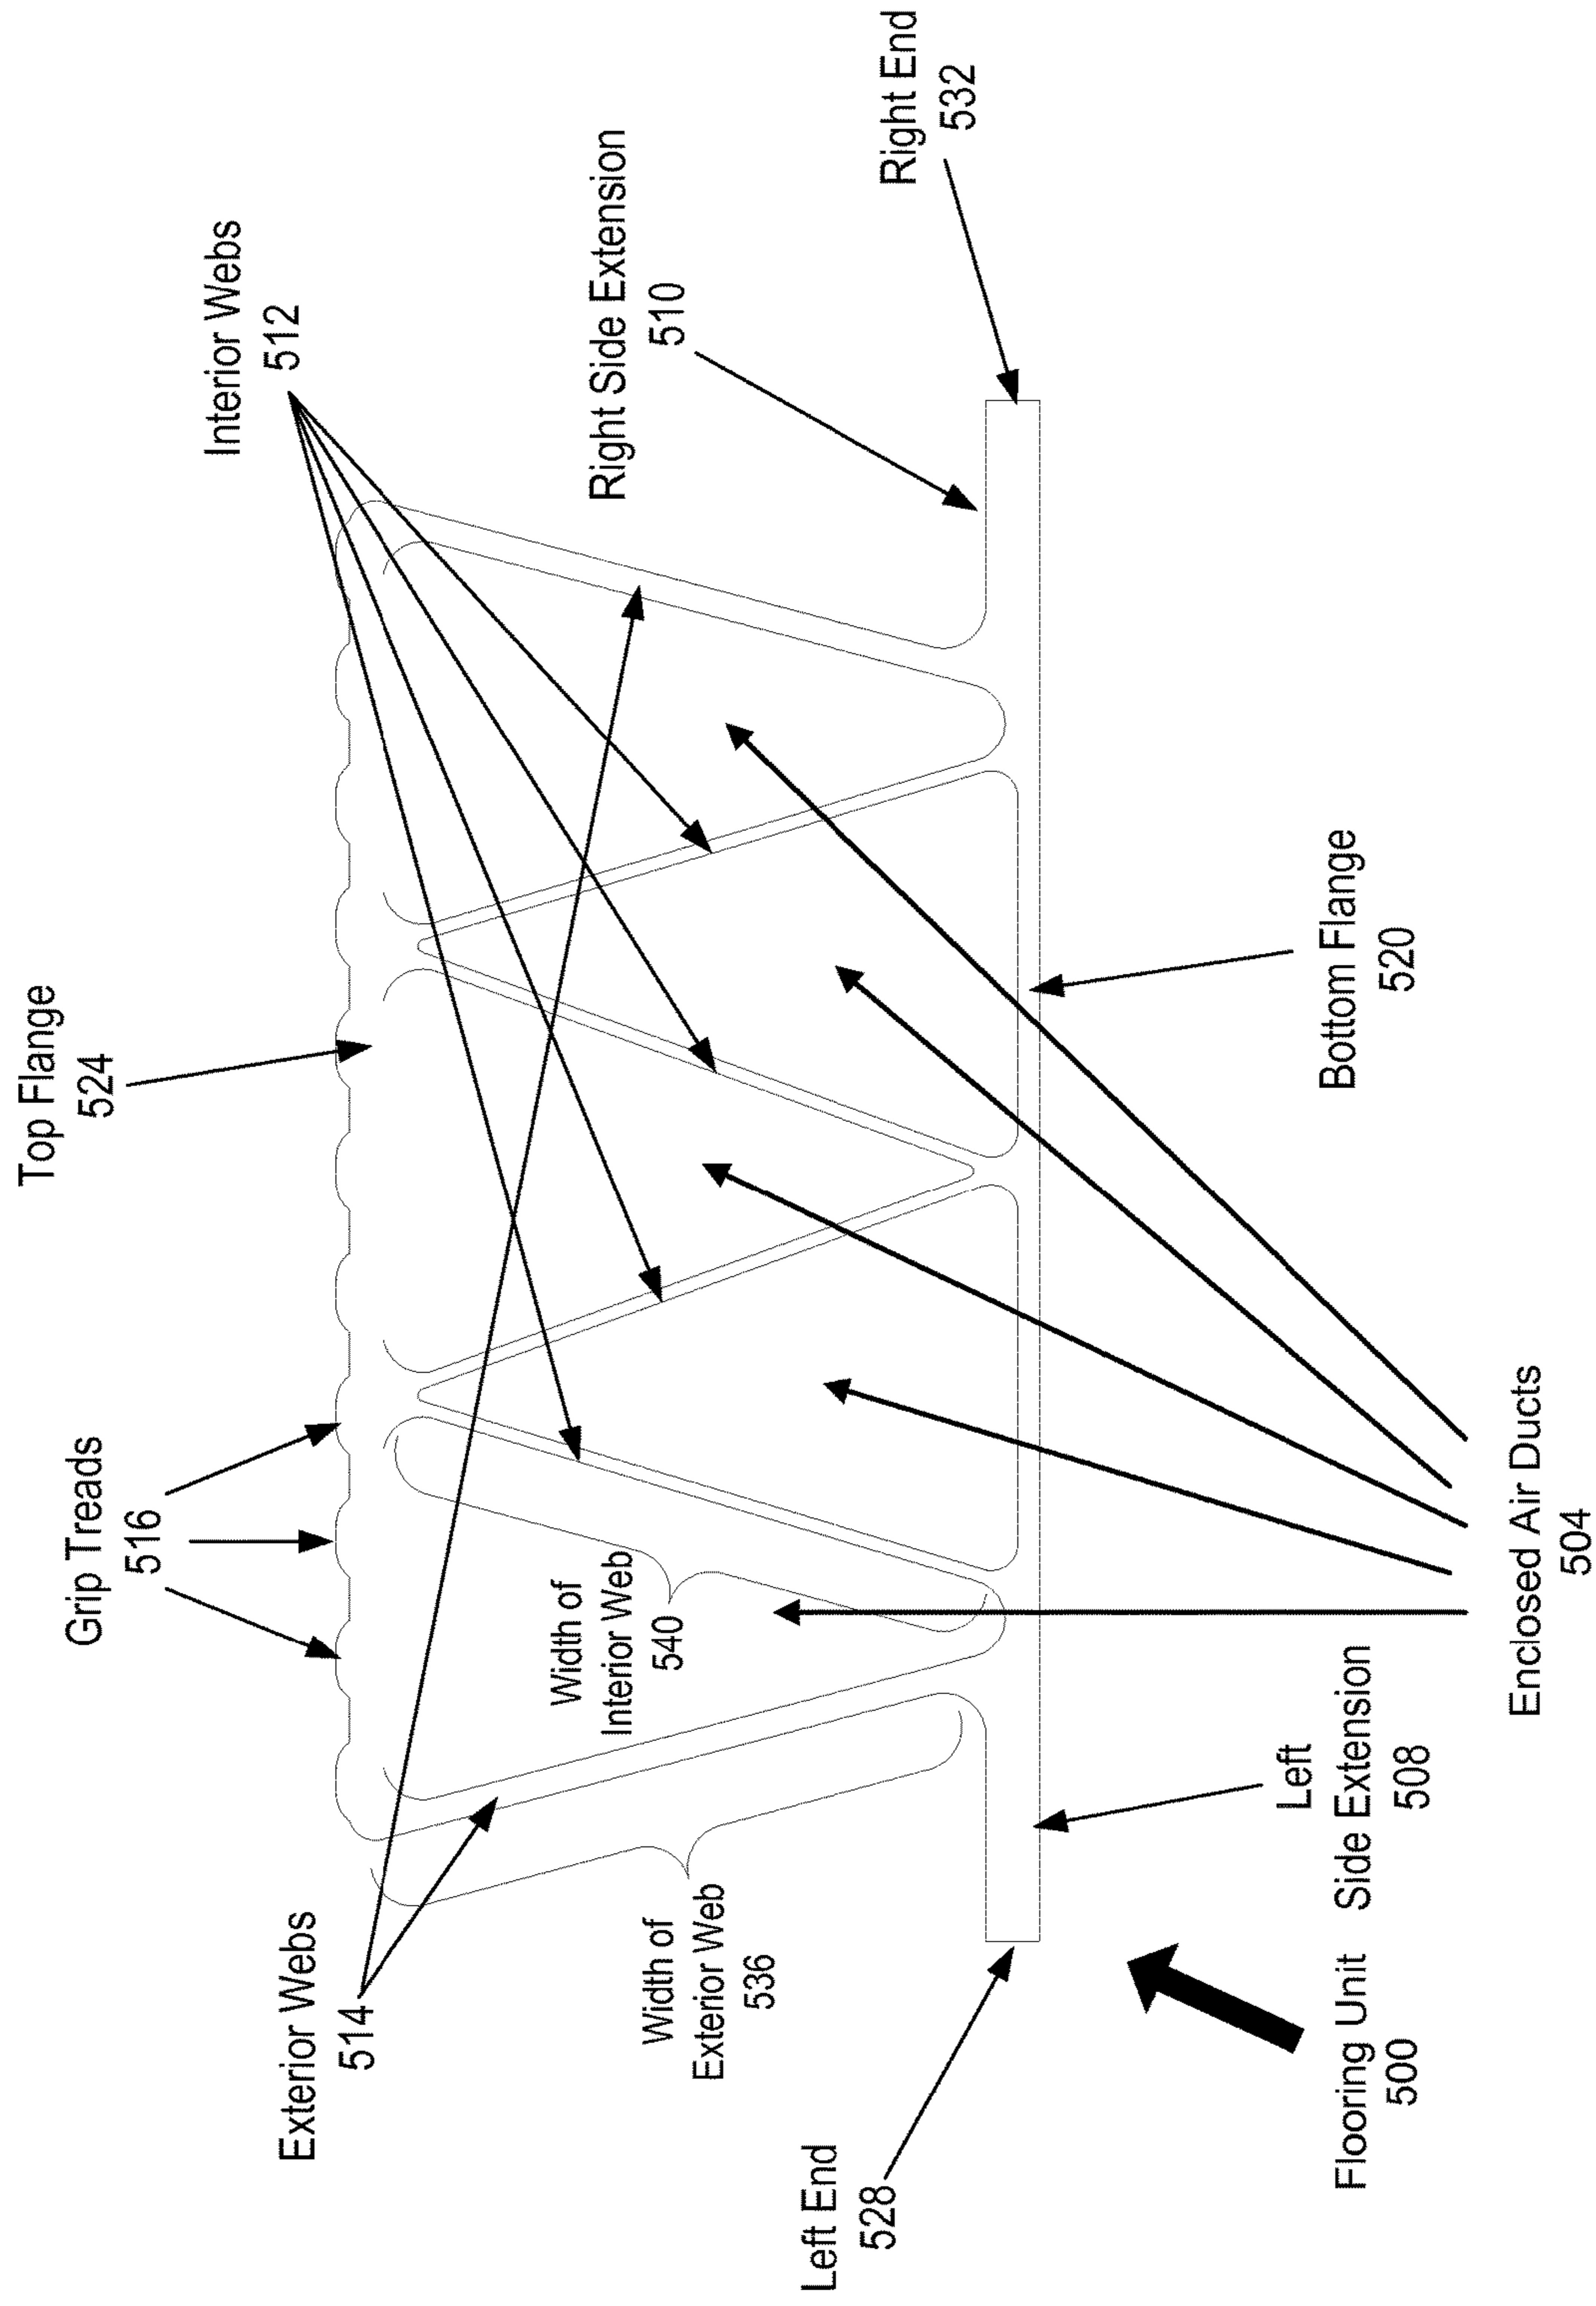 Top Flange
524
Grip Treads
516
Interior Webs
512
Exterior Webs
514
Right Side Extension
510
Right End
532
Width of
Interior Web
540
Width of
Exterior Web
536
Left End
528
Bottom Flange
520
Left
Side Extension
508
Flooring Unit
500
Enclosed Air Ducts
504